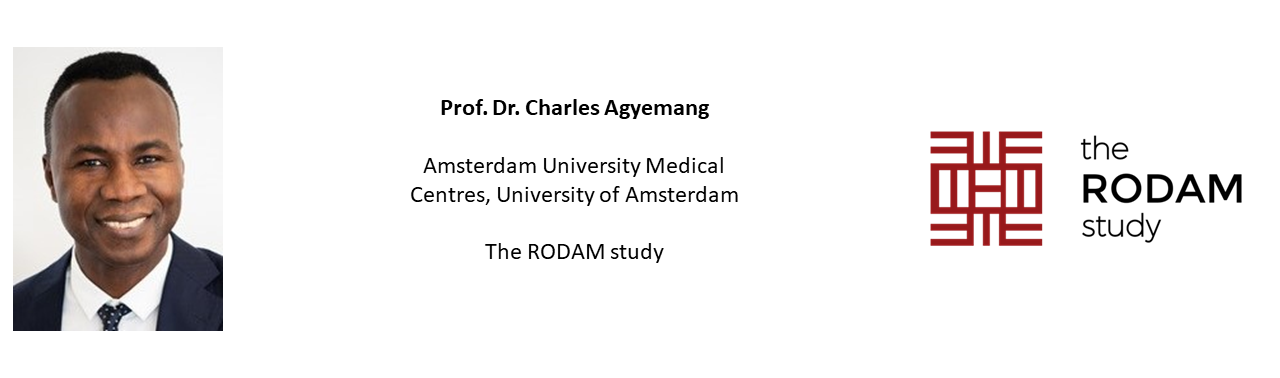 Prof. Dr. Charles Agyemang
Amsterdam University Medical
Centres, University of Amsterdam
The RODAM study
the
RODAM
study